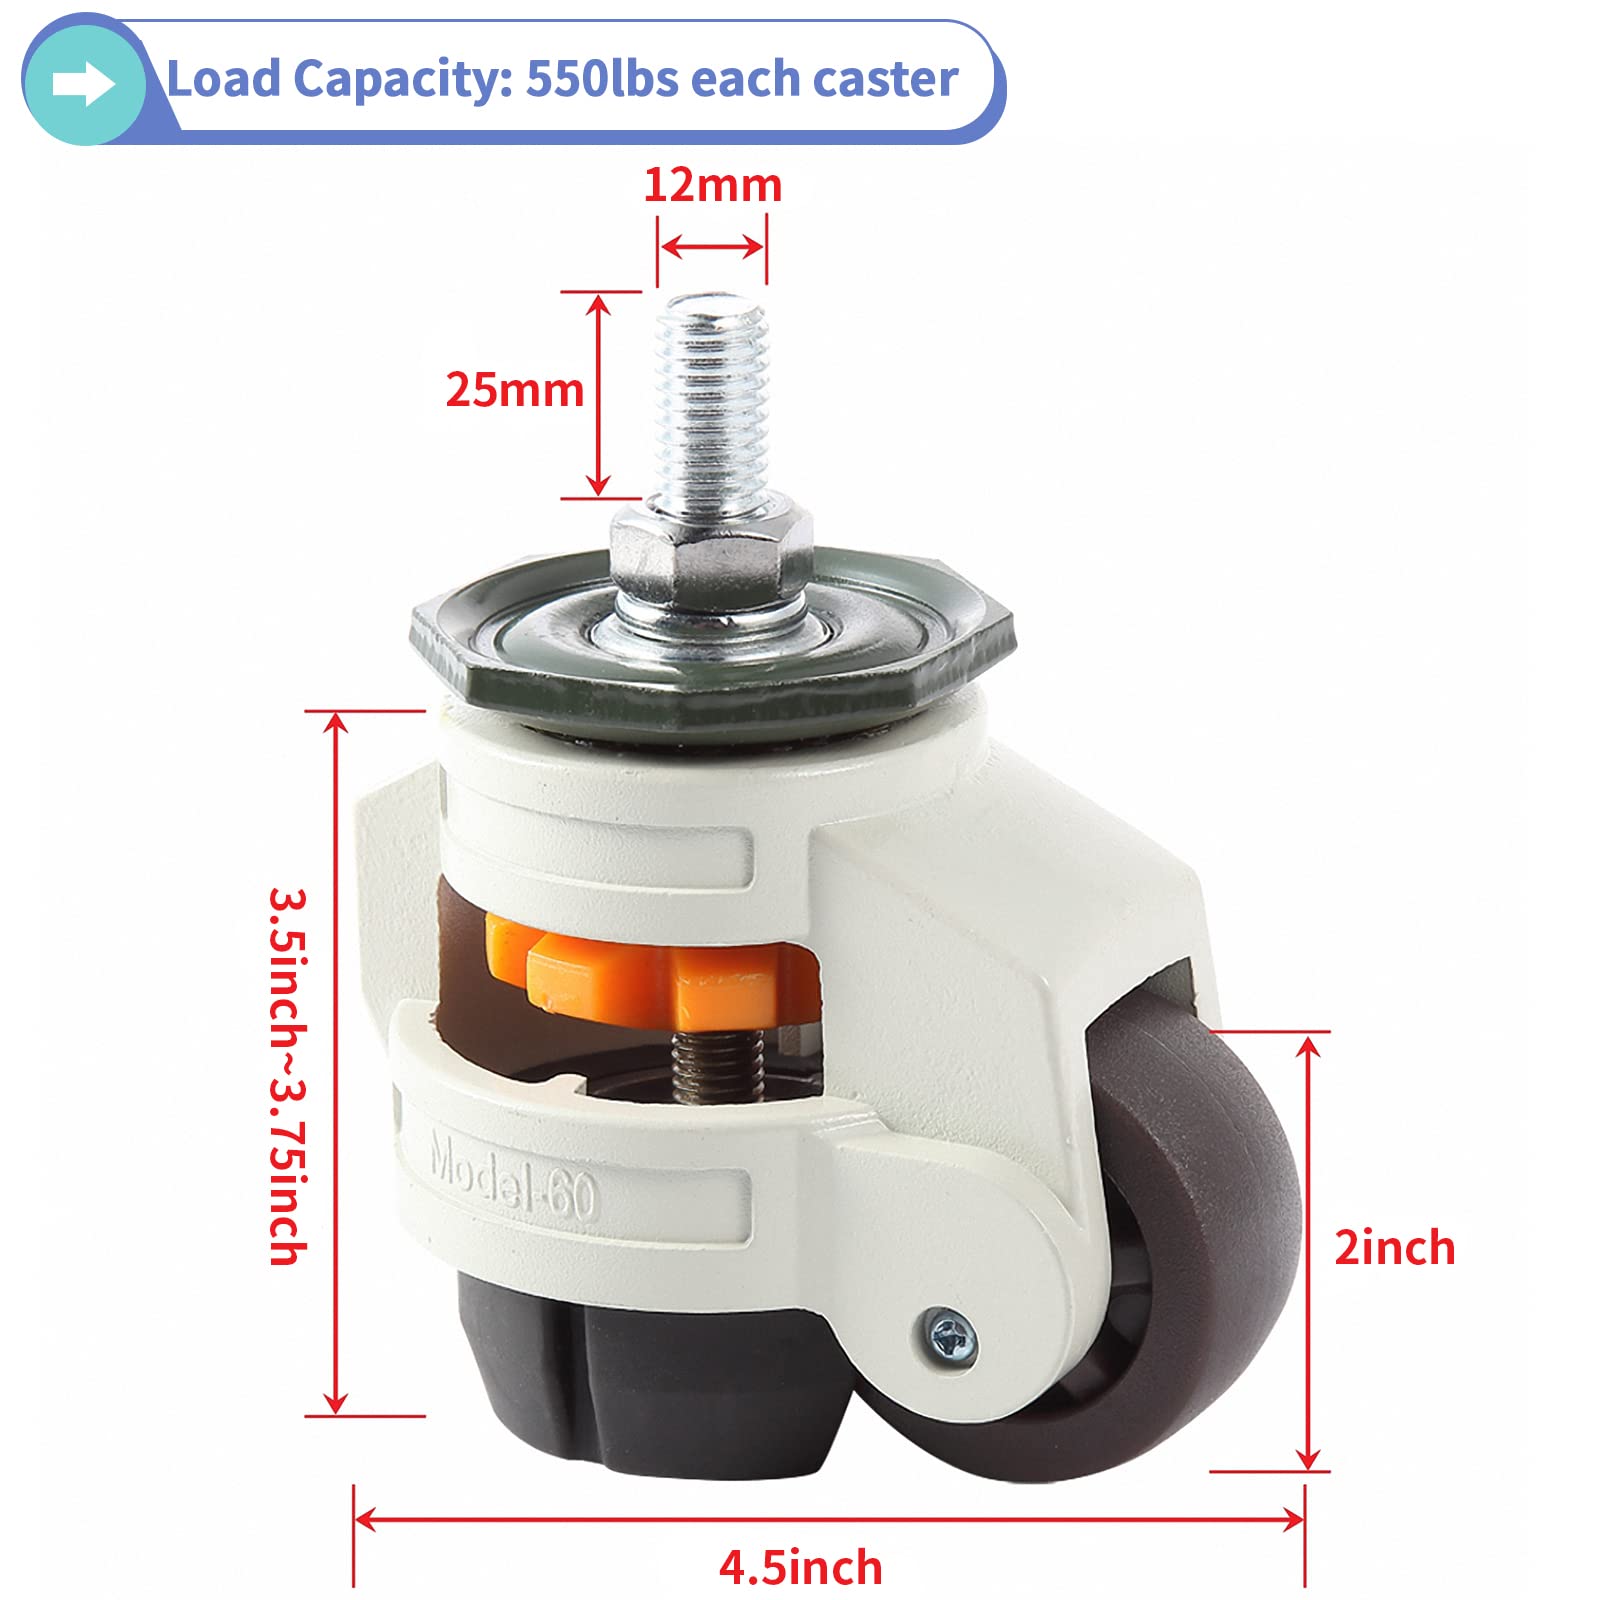 Load Capacity: 550lbs each caster
12mm
25mm
3.5inch~3.75inch
Model-60
2inch
4.5inch